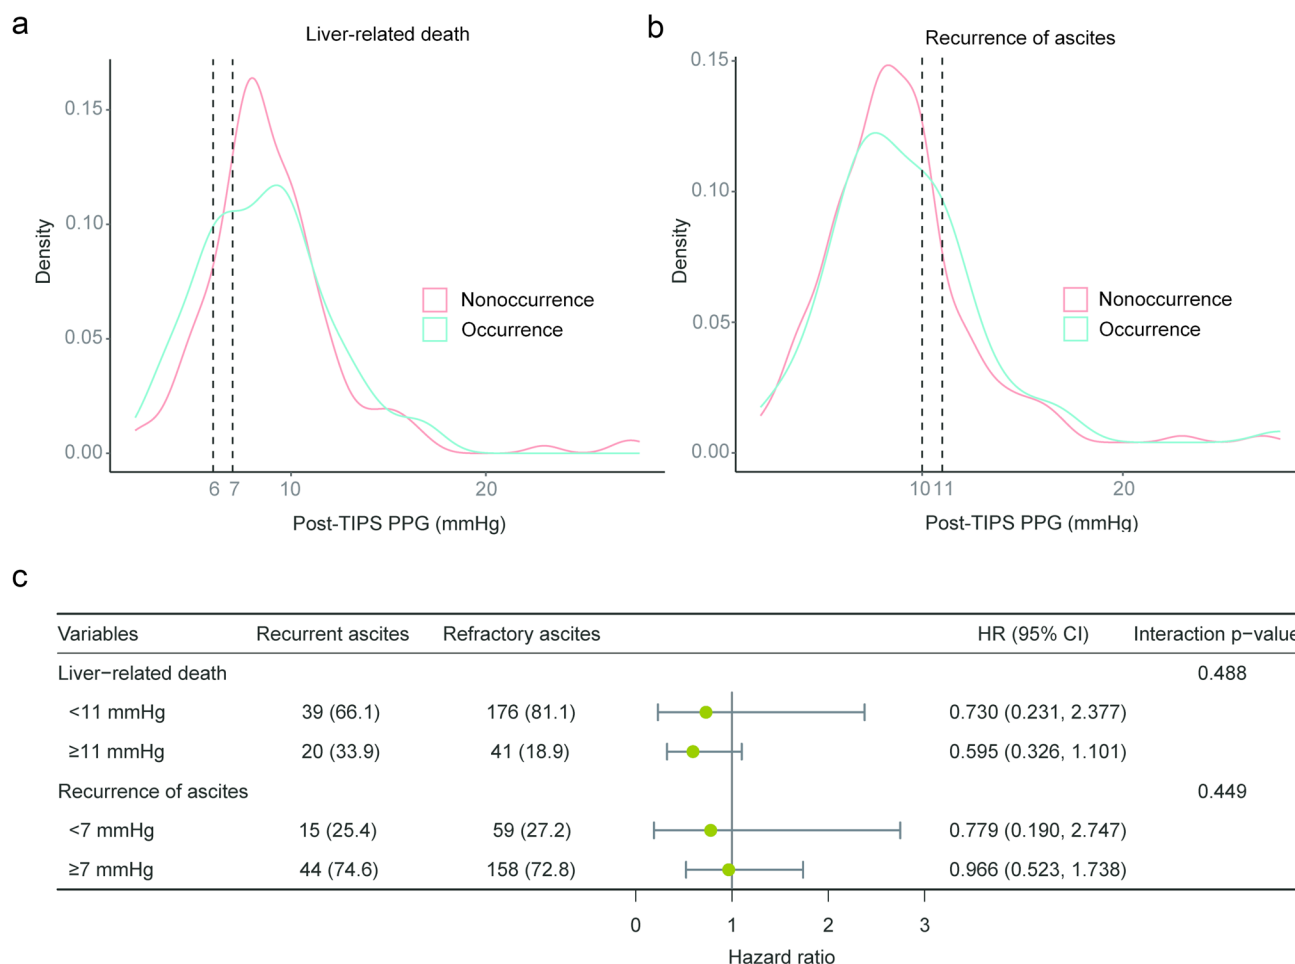 a
Liver-related death
0.15
0.10
0.05
0.00
Density
Nonoccurrence
Occurrence
6 7 10 20
Post-TIPS PPG (mmHg)
b
Recurrence of ascites
0.15
0.10
0.05
0.00
Density
Nonoccurrence
Occurrence
10 11 20
Post-TIPS PPG (mmHg)
c
Variables Recurrent ascites Refractory ascites HR (95% CI) Interaction p−value
Liver−related death 0.488
<11 mmHg 39 (66.1) 176 (81.1) 0.730 (0.231, 2.377)
≥11 mmHg 20 (33.9) 41 (18.9) 0.595 (0.326, 1.101)
Recurrence of ascites 0.449
<7 mmHg 15 (25.4) 59 (27.2) 0.779 (0.190, 2.747)
≥7 mmHg 44 (74.6) 158 (72.8) 0.966 (0.523, 1.738)
0 1 2 3
Hazard ratio